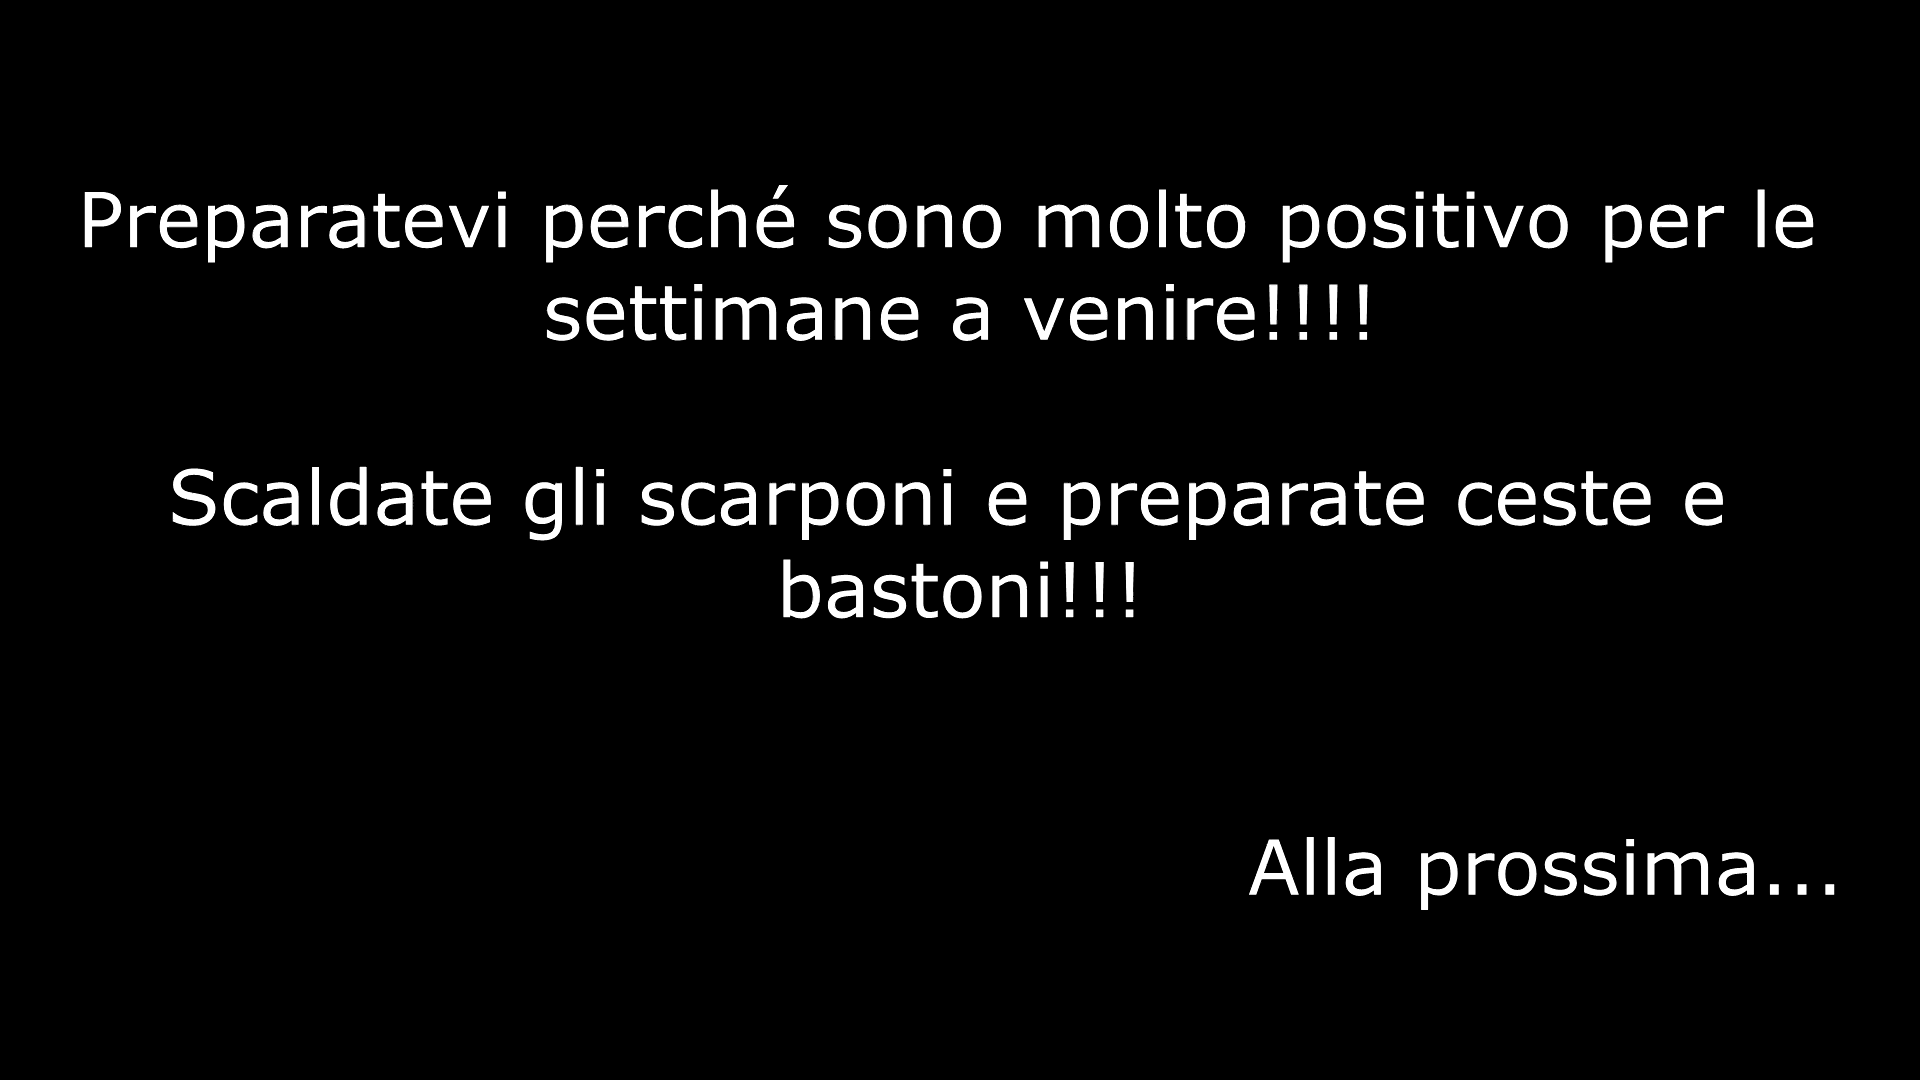 Preparatevi perché sono molto positivo per le
settimane a venire!!!!
Scaldate gli scarponi e preparate ceste e
bastoni!!!
Alla prossima...